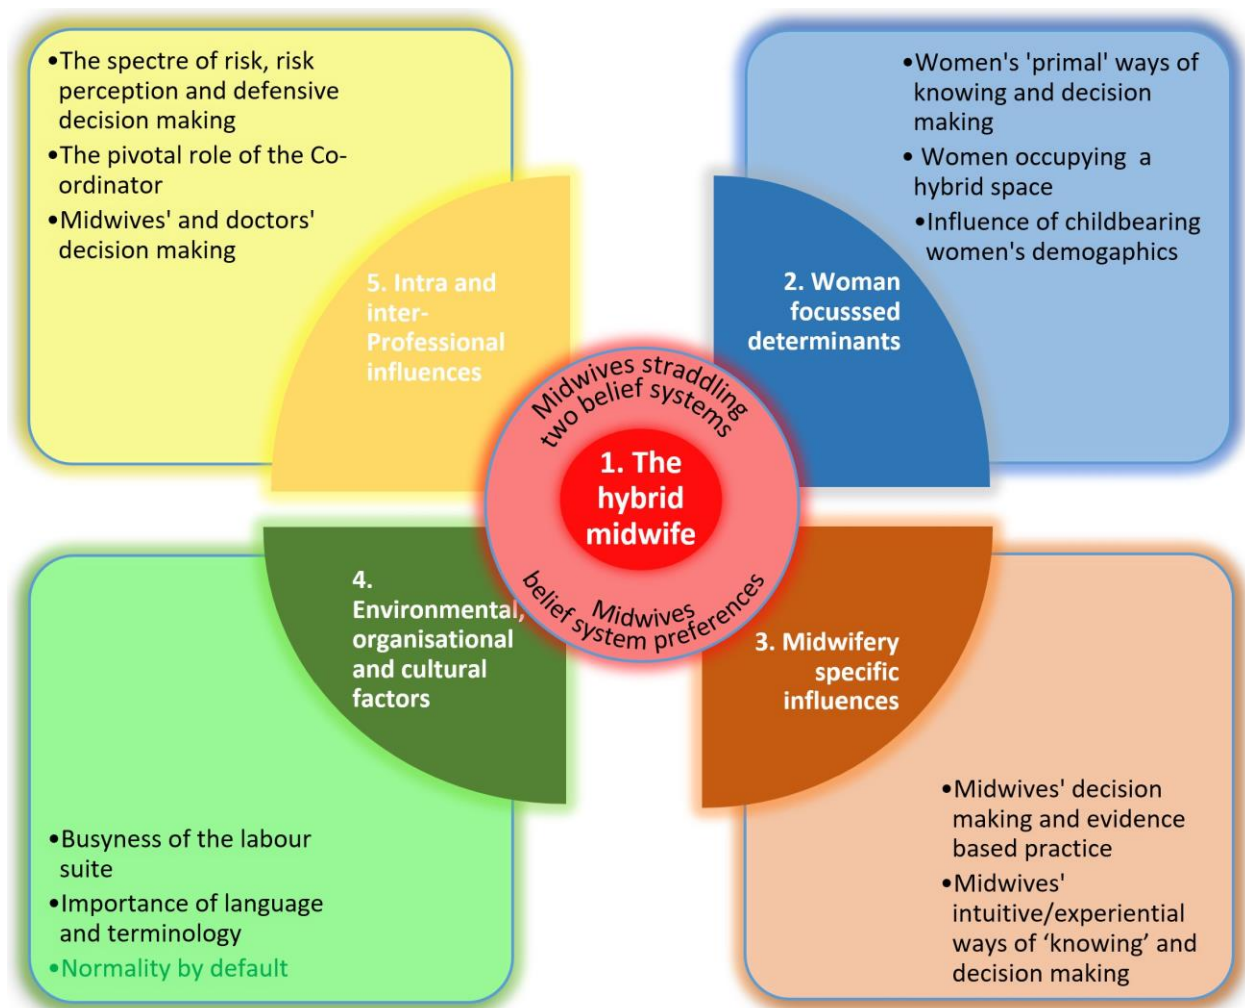 •The spectre of risk, risk
perception and defensive
decision making
•The pivotal role of the Co-
ordinator
•Midwives' and doctors'
decision making
5. Intra and
inter-
Professional
influences
•Women's 'primal' ways of
knowing and decision
making
• Women occupying a
hybrid space
•Influence of childbearing
women's demogaphics
2. Woman
focusssed
determinants
Midwives straddling
two belief systems
1. The
hybrid
midwife
Midwives
belief system preferences
4.
Environmental,
organisational
and cultural
factors
•Busyness of the labour
suite
•Importance of language
and terminology
•Normality by default
3. Midwifery
specific
influences
•Midwives' decision
making and evidence
based practice
•Midwives'
intuitive/experiential
ways of ‘knowing’ and
decision making